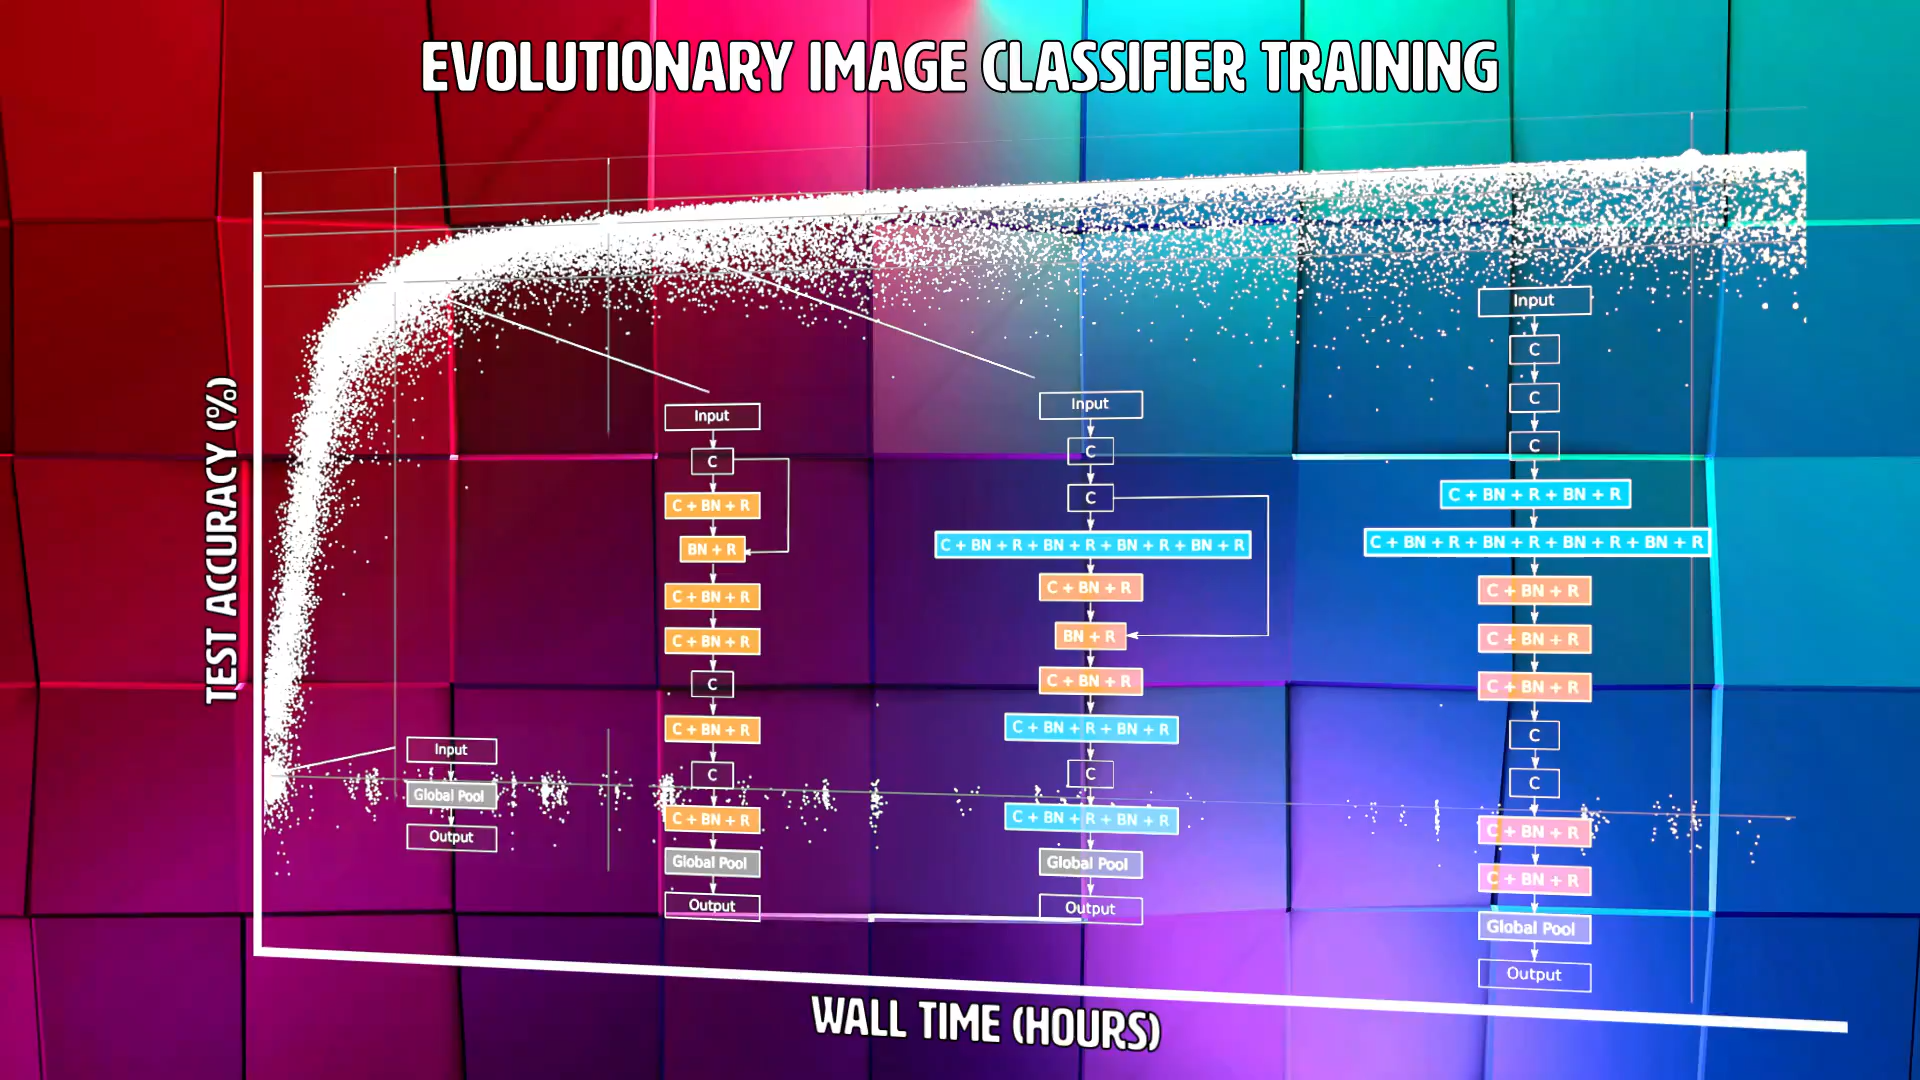 EVOLUTIONARY IMAGE CLASSIFIER TRAINING
TEST ACCURACY (%)
Input
Global Pool
Output
Input
C
C + BN + R
BN + R
C + BN + R
C + BN + R
C
C + BN + R
C
C + BN + R
Global Pool
Output
Input
C
C
C + BN + R + BN + R + BN + R + BN + R
C + BN + R
BN + R
C + BN + R
C + BN + R + BN + R
C
C + BN + R + BN + R
Global Pool
Output
Input
C
C
C
C + BN + R + BN + R
C + BN + R + BN + R + BN + R + BN + R
C + BN + R
C + BN + R
C + BN + R
C
C
C + BN + R
C + BN + R
Global Pool
Output
WALL TIME (HOURS)